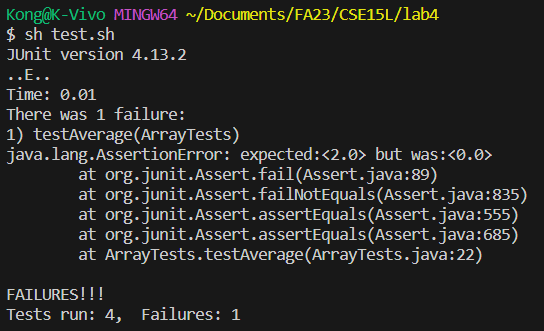 Kong@K-Vivo MINGW64 ~/Documents/FA23/CSE15L/lab4
$ sh test.sh
JUnit version 4.13.2
..E..
Time: 0.01
There was 1 failure:
1) testAverage(ArrayTests)
java.lang.AssertionError: expected:<2.0> but was:<0.0>
        at org.junit.Assert.fail(Assert.java:89)
        at org.junit.Assert.failNotEquals(Assert.java:835)
        at org.junit.Assert.assertEquals(Assert.java:555)
        at org.junit.Assert.assertEquals(Assert.java:685)
        at ArrayTests.testAverage(ArrayTests.java:22)

FAILURES!!!
Tests run: 4,  Failures: 1